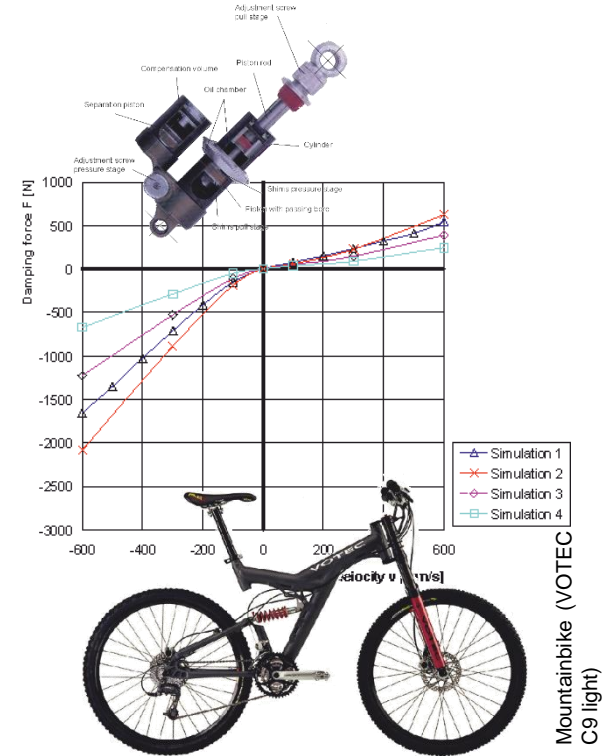 Adjustment screw
pull stage
Compensation volume
Piston rod
Oil chamber
Separation piston
Cylinder
Adjustment screw
pressure stage
Shims pressure stage
Piston with passing bore
Shims pull stage
Damping force F [N]
1000
500
0
-500
-1000
-1500
-2000
-2500
-3000
-600
-400
-200
0
200
600
Simulation 1
Simulation 2
Simulation 3
Simulation 4
VOTEC
Mountainbike (VOTEC
C9 light)